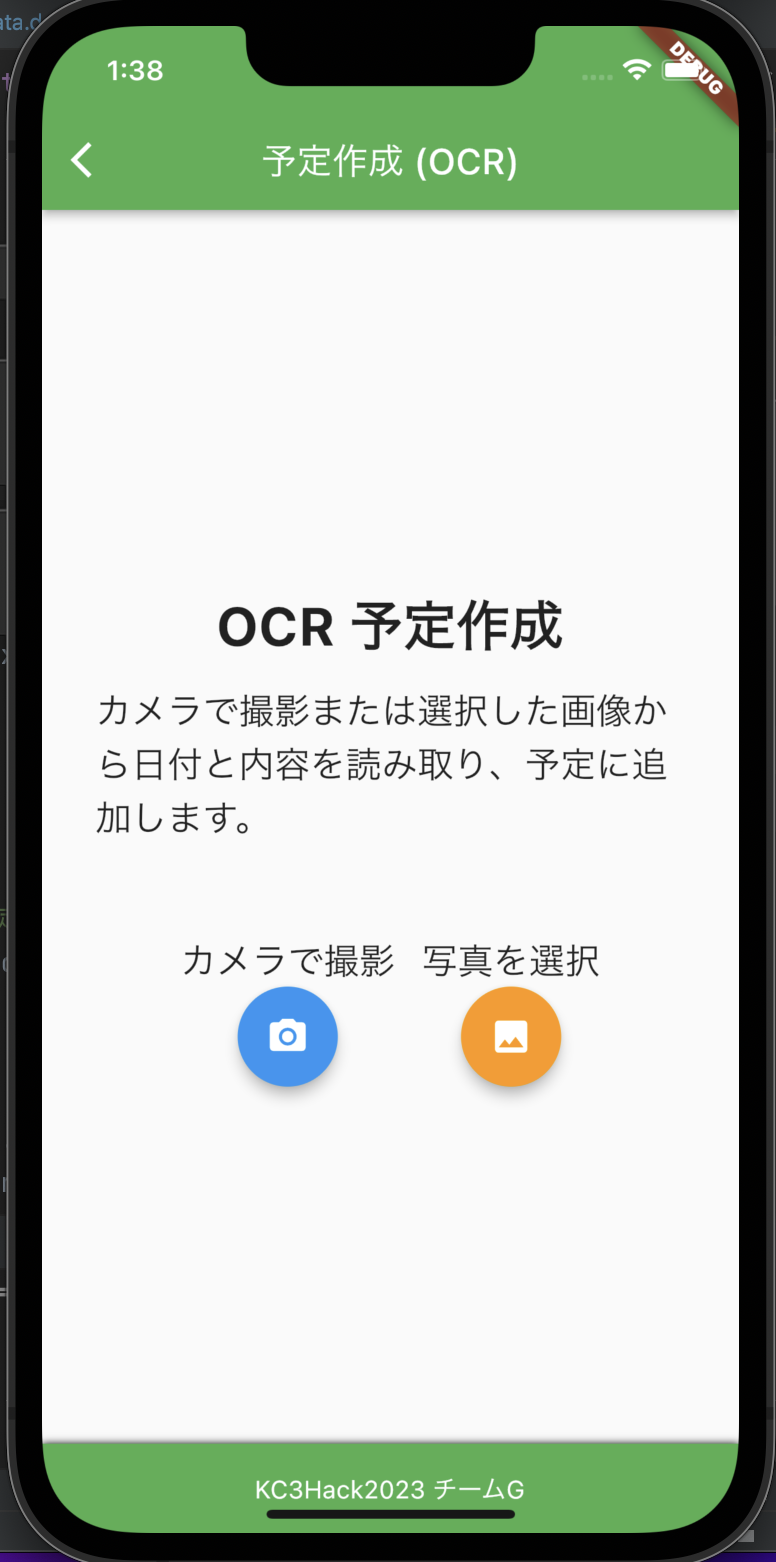 ata.d
1:38
DEBUG
予定作成 (OCR)
OCR 予定作成
カメラで撮影または選択した画像か
ら日付と内容を読み取り、予定に追
加します。
カメラで撮影 写真を選択
KC3Hack2023 チームG